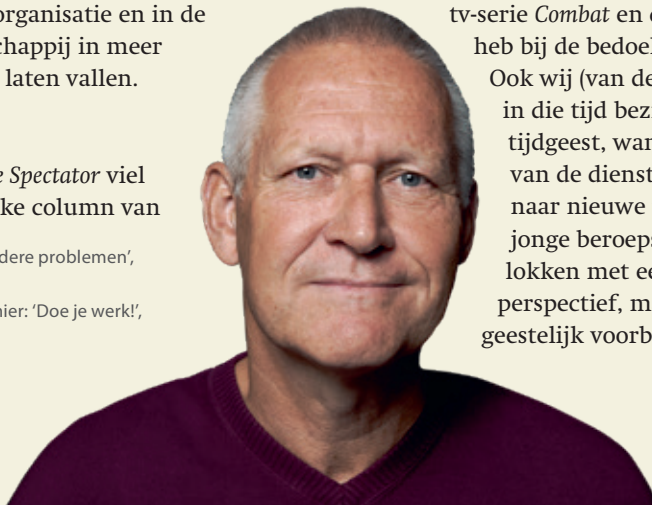 organisatie en in de
chappij in meer
laten vallen.
e Spectator viel
ke column van
dere problemen’,
nier: ‘Doe je werk!’,
tv-serie Combat en
heb bij de bedoel
Ook wij (van de
in die tijd bez
tijdgeest, wan
van de dienst
naar nieuwe
jonge beroeps
lokken met e
perspectief, m
geestelijk voorb